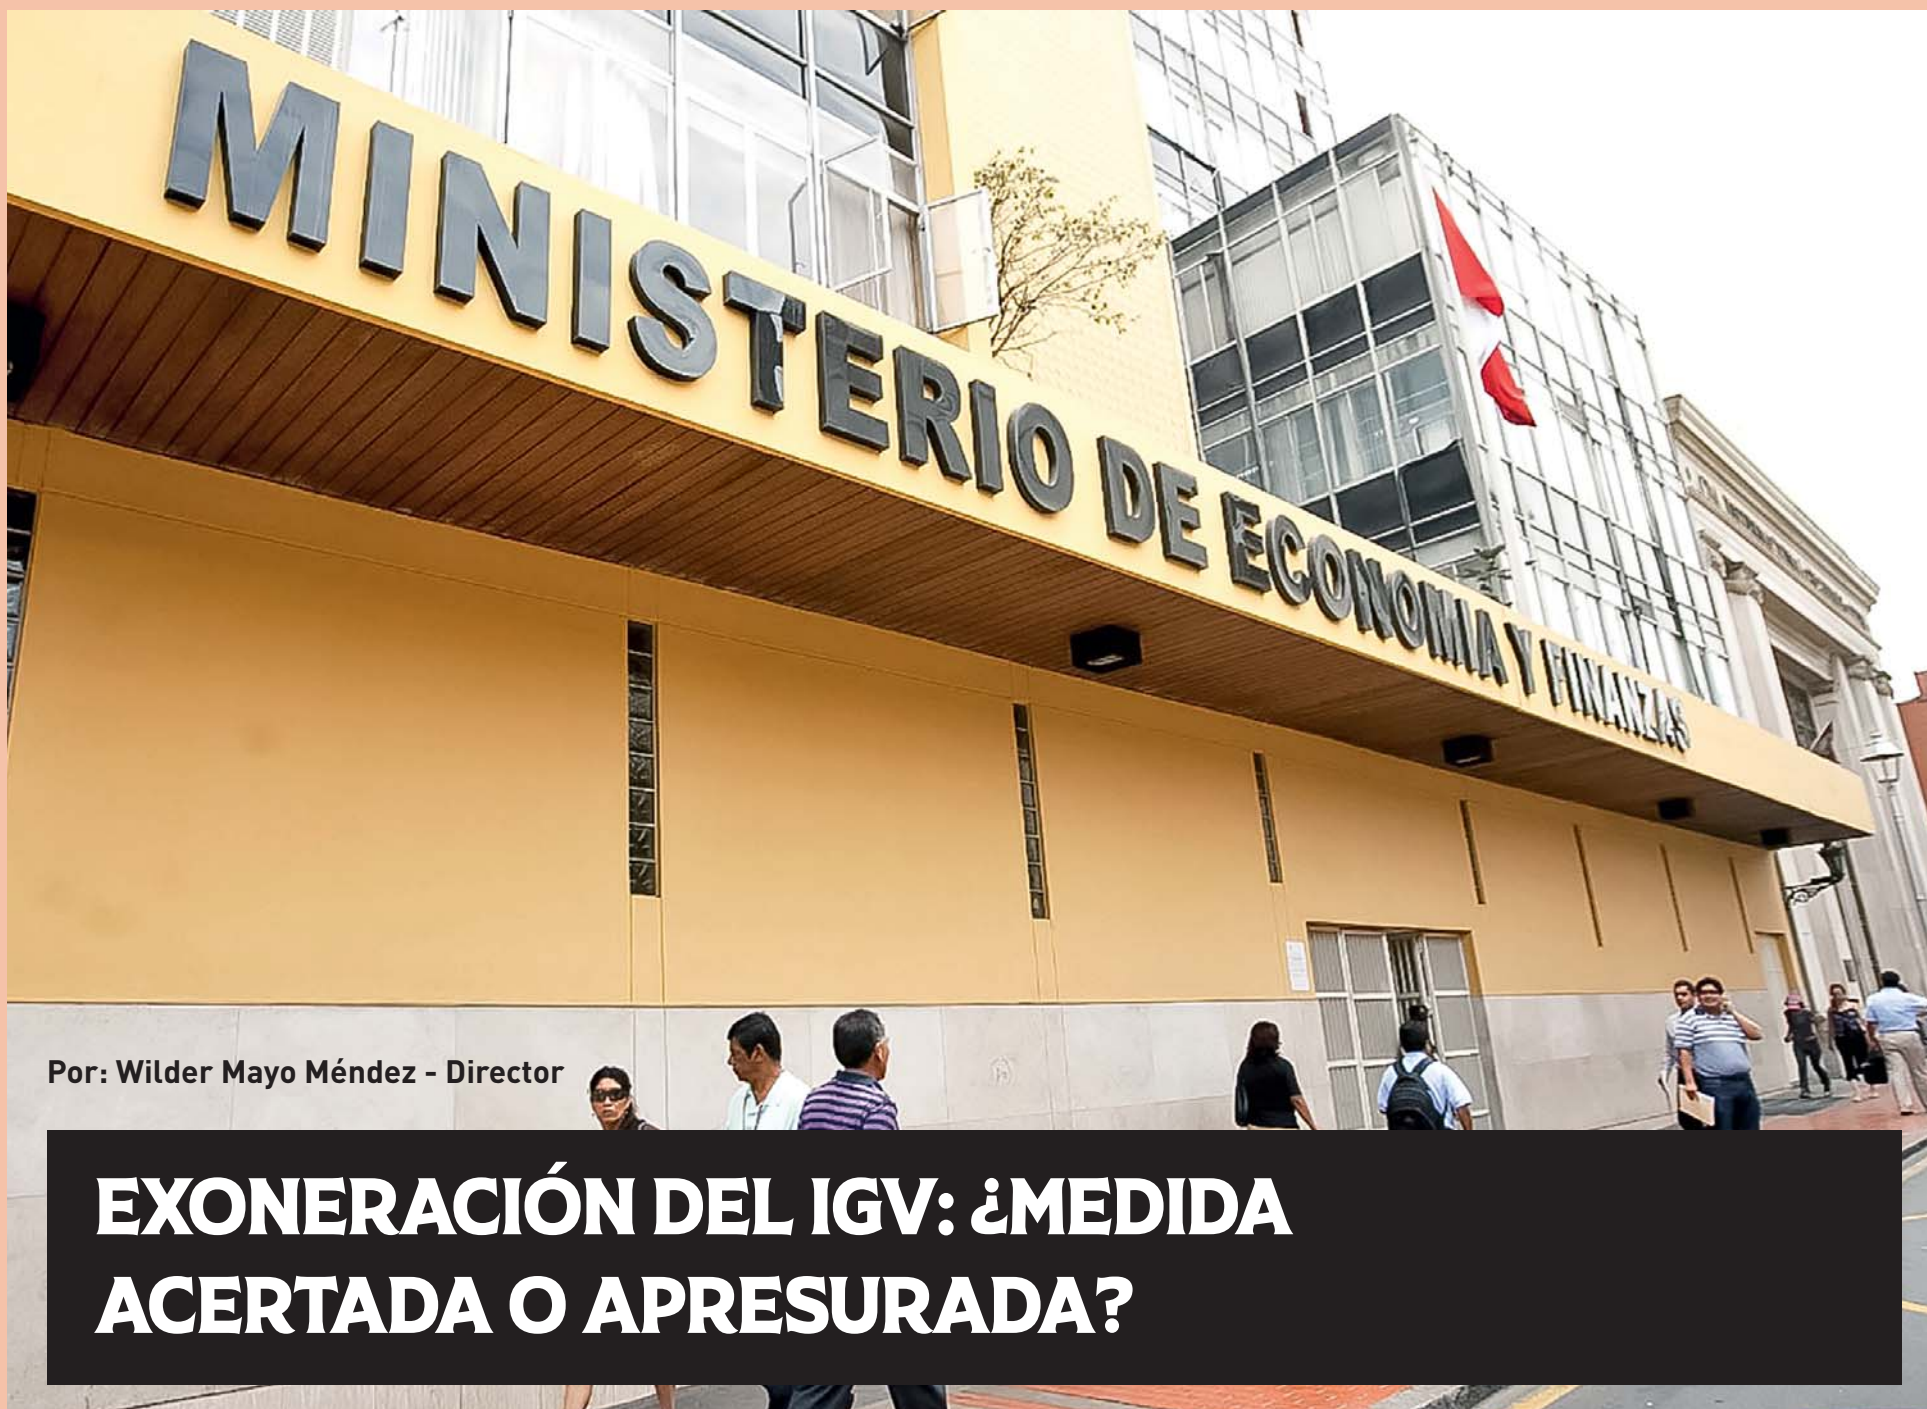 MINISTERIO DE ECONOMIA Y FINANZAS
Por: Wilder Mayo Méndez - Director
EXONERACIÓN DEL IGV: ¿MEDIDA
ACERTADA O APRESURADA?